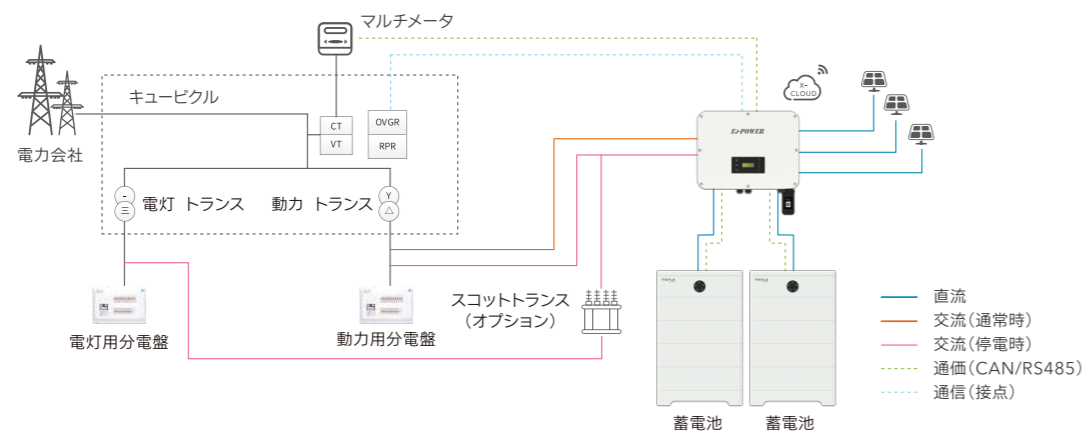 マルチメータ
キュービクル
電力会社
CT
VT
OVGR
RPR
X-
CLOUD
Ez-POWER
電灯 トランス
動力 トランス
Y
△
三
電灯用分電盤
動力用分電盤
スコットトランス
（オプション）
蓄電池
蓄電池
直流
交流（通常時）
交流（停電時）
通価（CAN/RS485）
通信（接点）